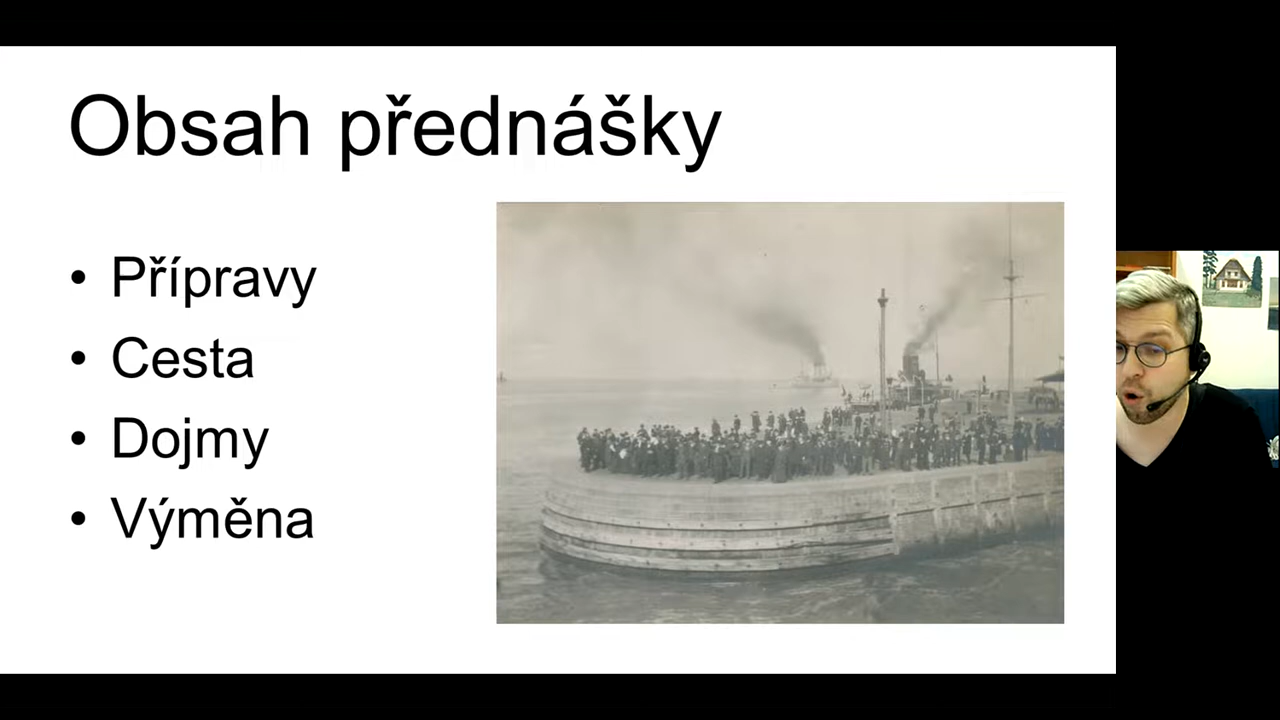 Obsah přednášky
• Přípravy
• Cesta
• Dojmy
• Výměna